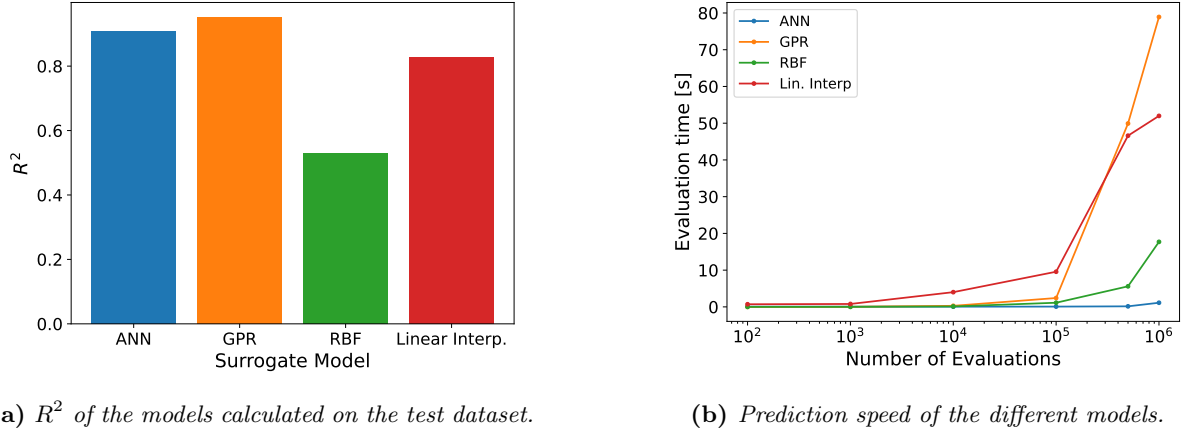 0.8
0.6
0.4
0.2
0.0
R²
ANN GPR RBF Linear Interp.
Surrogate Model
a) R² of the models calculated on the test dataset.
80
70
60
50
40
30
20
10
0
Evaluation time [s]
ANN
GPR
RBF
Lin. Interp
10² 10³ 10⁴ 10⁵ 10⁶
Number of Evaluations
(b) Prediction speed of the different models.